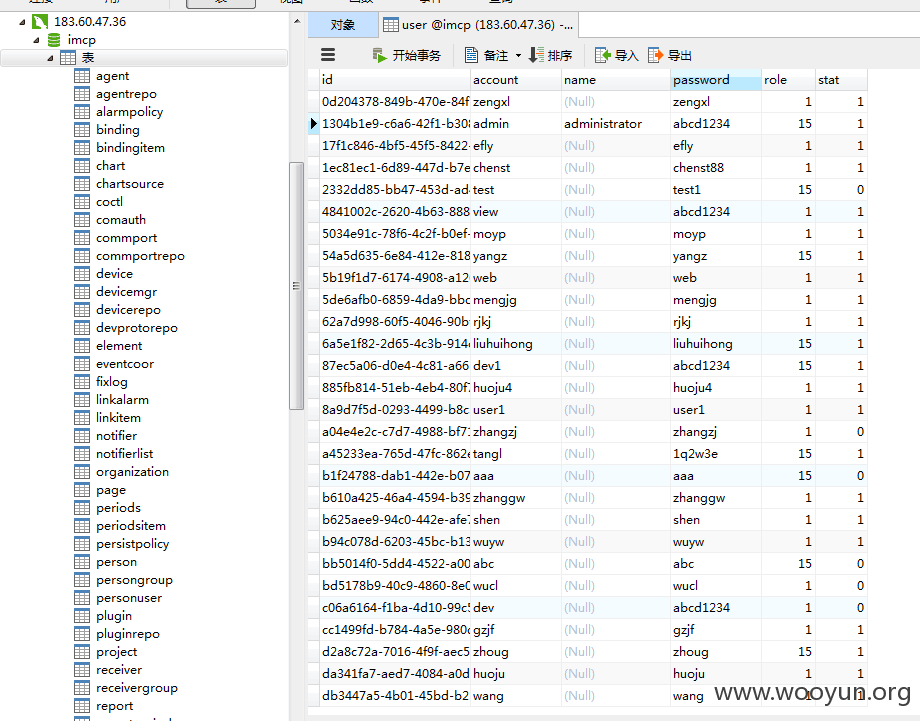 183.60.47.36
imcp
表
agent
agentrepo
alarmpolicy
binding
bindingitem
chart
chartsource
coctl
comauth
commport
commportrepo
device
devicemgr
devicerepo
devprotorepo
element
eventcoor
fixlog
linkalarm
linkitem
notifier
notifierlist
organization
page
periods
periodsitem
persistpolicy
person
persongroup
personuser
plugin
pluginrepo
project
receiver
receivergroup
report
对象 user @imcp (183.60.47.36) -...
开始事务 备注 排序 导入 导出
id account name password role stat
0d204378-849b-470e-84f zengxl (Null) zengxl 1 1
1304b1e9-c6a6-42f1-b308 admin administrator abcd1234 15 1
17f1c846-4bf5-45f5-8422- efly (Null) efly 1 1
1ec81ec1-6d89-447d-b7e chenst (Null) chenst88 1 1
2332dd85-bb47-453d-ad test (Null) test1 15 0
4841002c-2620-4b63-888 view (Null) abcd1234 1 1
5034e91c-78f6-4c2f-b0ef- moyp (Null) moyp 1 1
54a5d635-6e84-412e-818 yangz (Null) yangz 15 1
5b19f1d7-6174-4908-a12 web (Null) web 1 1
5de6afb0-6859-4da9-bbc mengjg (Null) mengjg 1 1
62a7d998-60f5-4046-90b rjkj (Null) rjkj 1 1
6a5e1f82-2d65-4c3b-914 liuhuihong (Null) liuhuihong 15 1
87ec5a06-d0e4-4c81-a66 dev1 (Null) abcd1234 15 1
885fb814-51eb-4eb4-80f huoju4 (Null) huoju4 1 1
8a9d7f5d-0293-4499-b8c user1 (Null) user1 1 1
a04e4e2c-c7d7-4988-bf7 zhangzj (Null) zhangzj 1 0
a45233ea-765d-47fc-862 tangl (Null) 1q2w3e 15 1
b1f24788-dab1-442e-b07 aaa (Null) aaa 15 0
b610a425-46a4-4594-b39 zhanggw (Null) zhanggw 1 1
b625aee9-94c0-442e-afe shen (Null) shen 1 1
b94c078d-6203-45bc-b13 wuyw (Null) wuyw 1 1
bb5014f0-5dd4-4522-a00 abc (Null) abc 15 0
bd5178b9-40c9-4860-8e0 wucl (Null) wucl 1 0
c06a6164-f1ba-4d10-99c dev (Null) abcd1234 1 0
cc1499fd-b784-4a5e-980 gzjf (Null) gzjf 1 1
d2a8c72a-7016-4f9f-aec5 zhoug (Null) zhoug 15 1
da341fa7-aed7-4084-a0d huoju (Null) huoju 1 1
db3447a5-4b01-45bd-b2 wang (Null) wang 1 1
www.wooyun.org